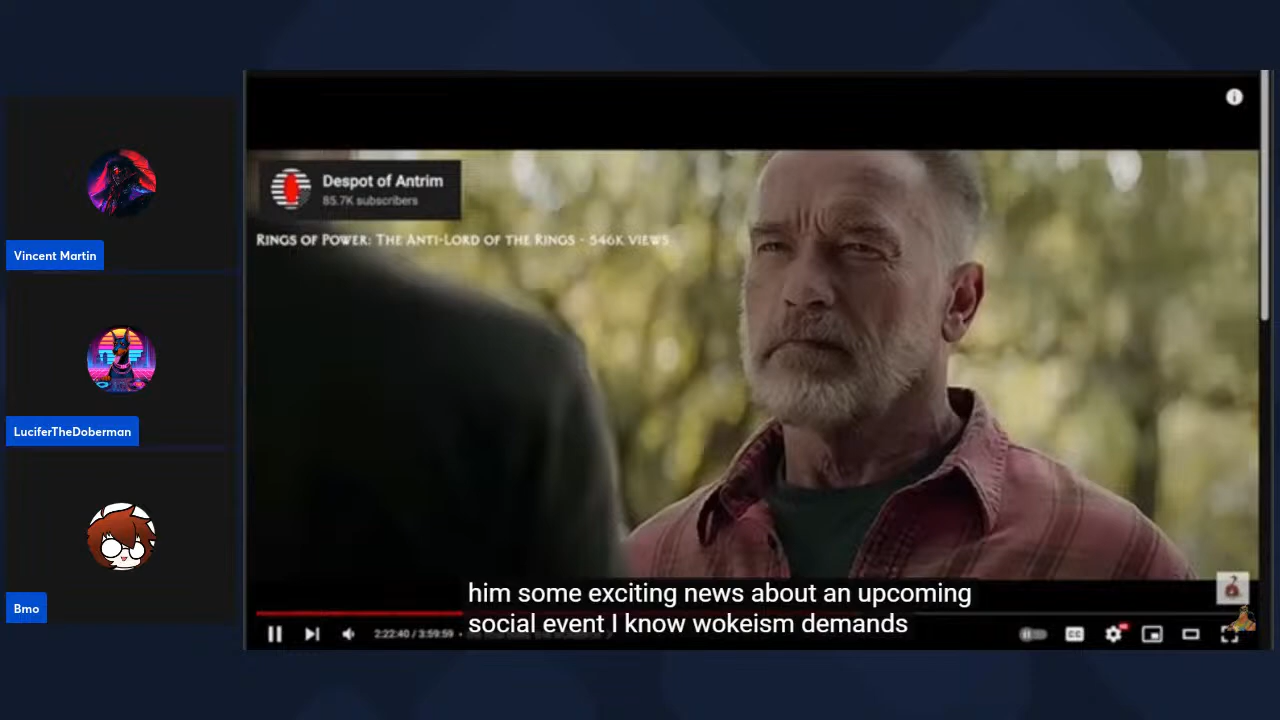 Despot of Antrim
85.7K subscribers
Rings of Power: The Anti-Lord of the Rings - 546K views
Vincent Martin
LuciferTheDoberman
Bmo
him some exciting news about an upcoming
social event I know wokeism demands
2:22:40 / 3:59:59
CC